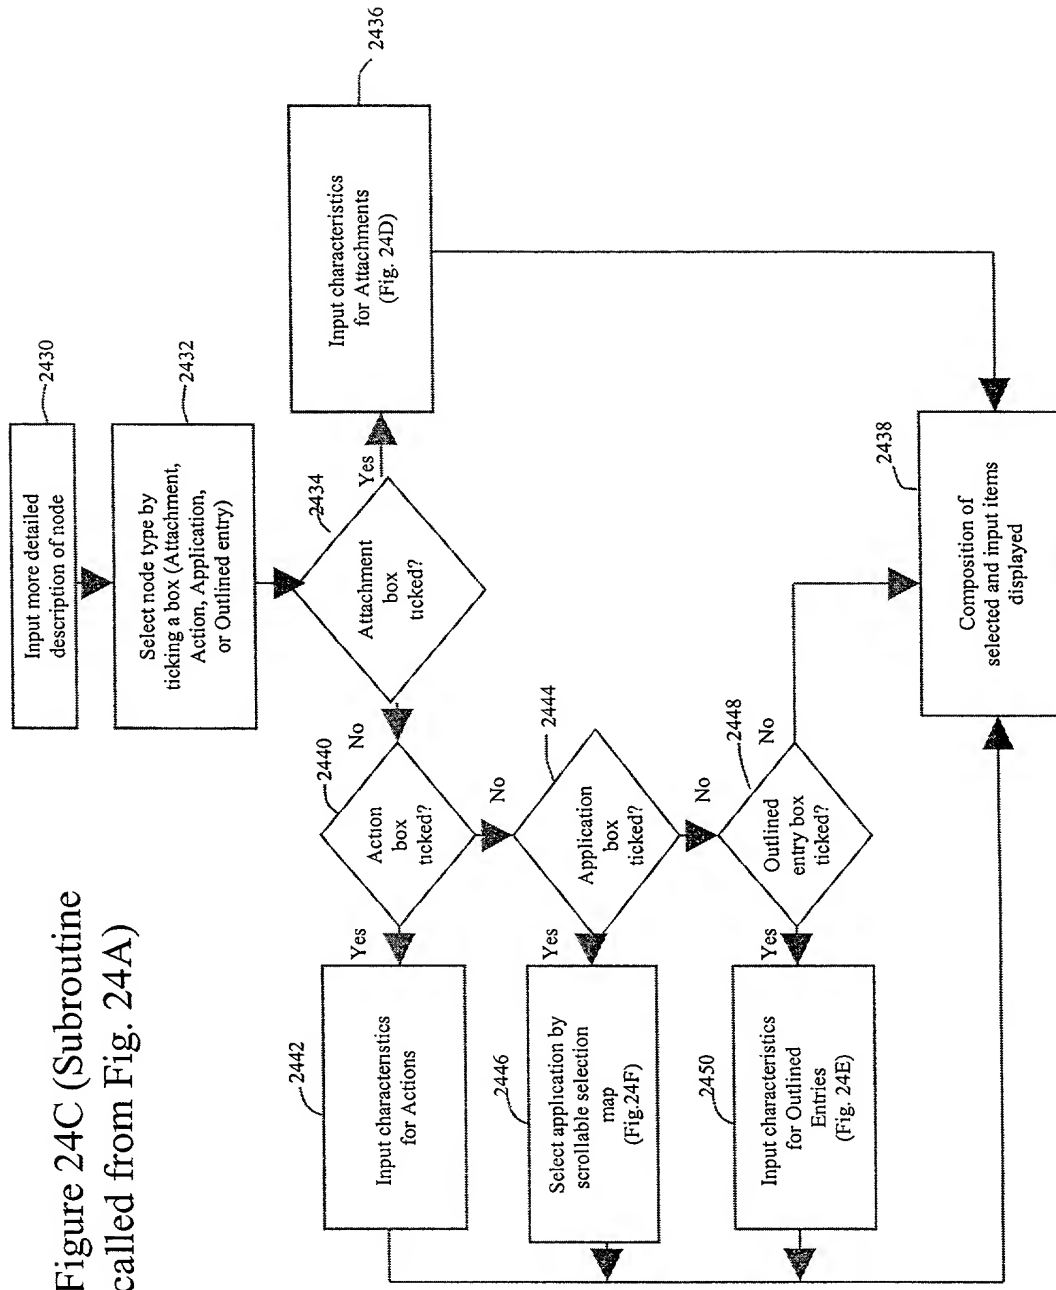 Figure 24C (Subroutine
called from Fig. 24A)
Input more detailed
description of node
2430
Select node type by
ticking a box (Attachment,
Action, Application,
or Outlined entry)
2432
Attachment
box
ticked?
2434
Yes
No
Input characteristics
for Attachments
(Fig. 24D)
2436
Action
box
ticked?
2440
Yes
No
Input characteristics
for Actions
2442
Application
box
ticked?
2444
Yes
No
Select application by
scrollable selection
map
(Fig.24F)
2446
Outlined
entry box
ticked?
2448
Yes
No
Input characteristics
for Outlined
Entries
(Fig. 24E)
2450
Composition of
selected and input items
displayed
2438